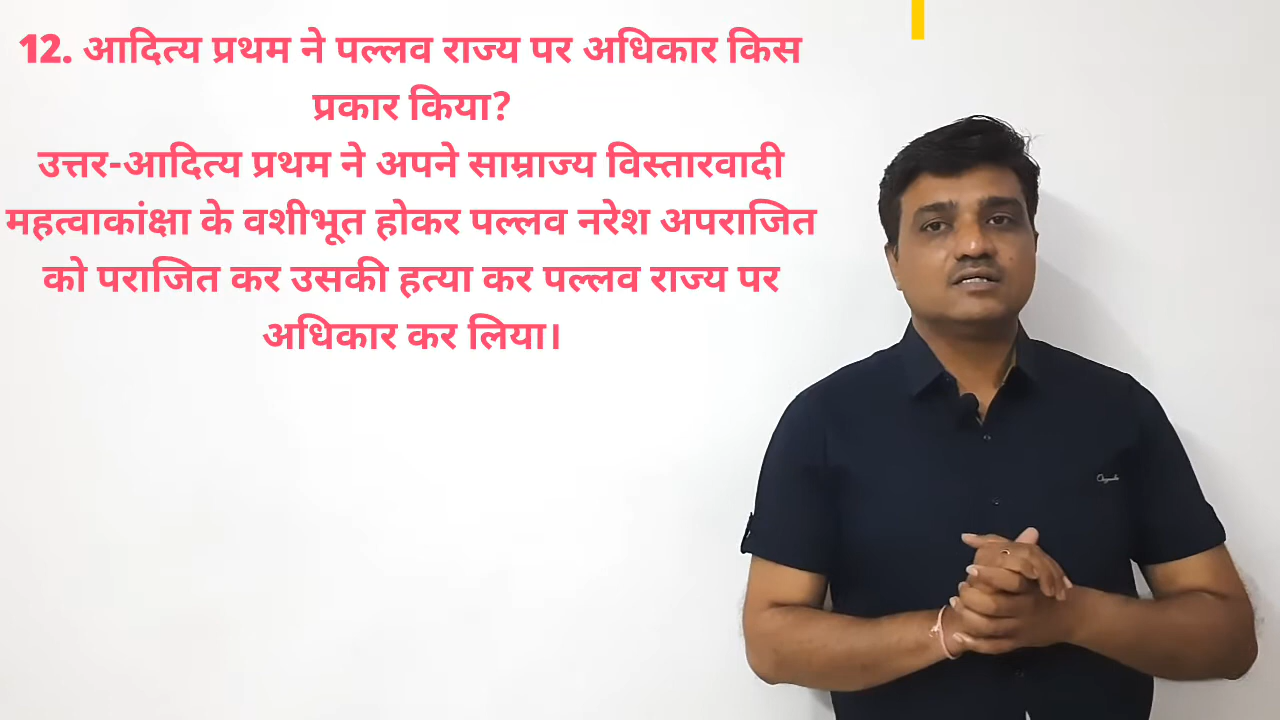 12. आदित्य प्रथम ने पल्लव राज्य पर अधिकार किस
प्रकार किया?
उत्तर-आदित्य प्रथम ने अपने साम्राज्य विस्तारवादी
महत्वाकांक्षा के वशीभूत होकर पल्लव नरेश अपराजित
को पराजित कर उसकी हत्या कर पल्लव राज्य पर
अधिकार कर लिया।